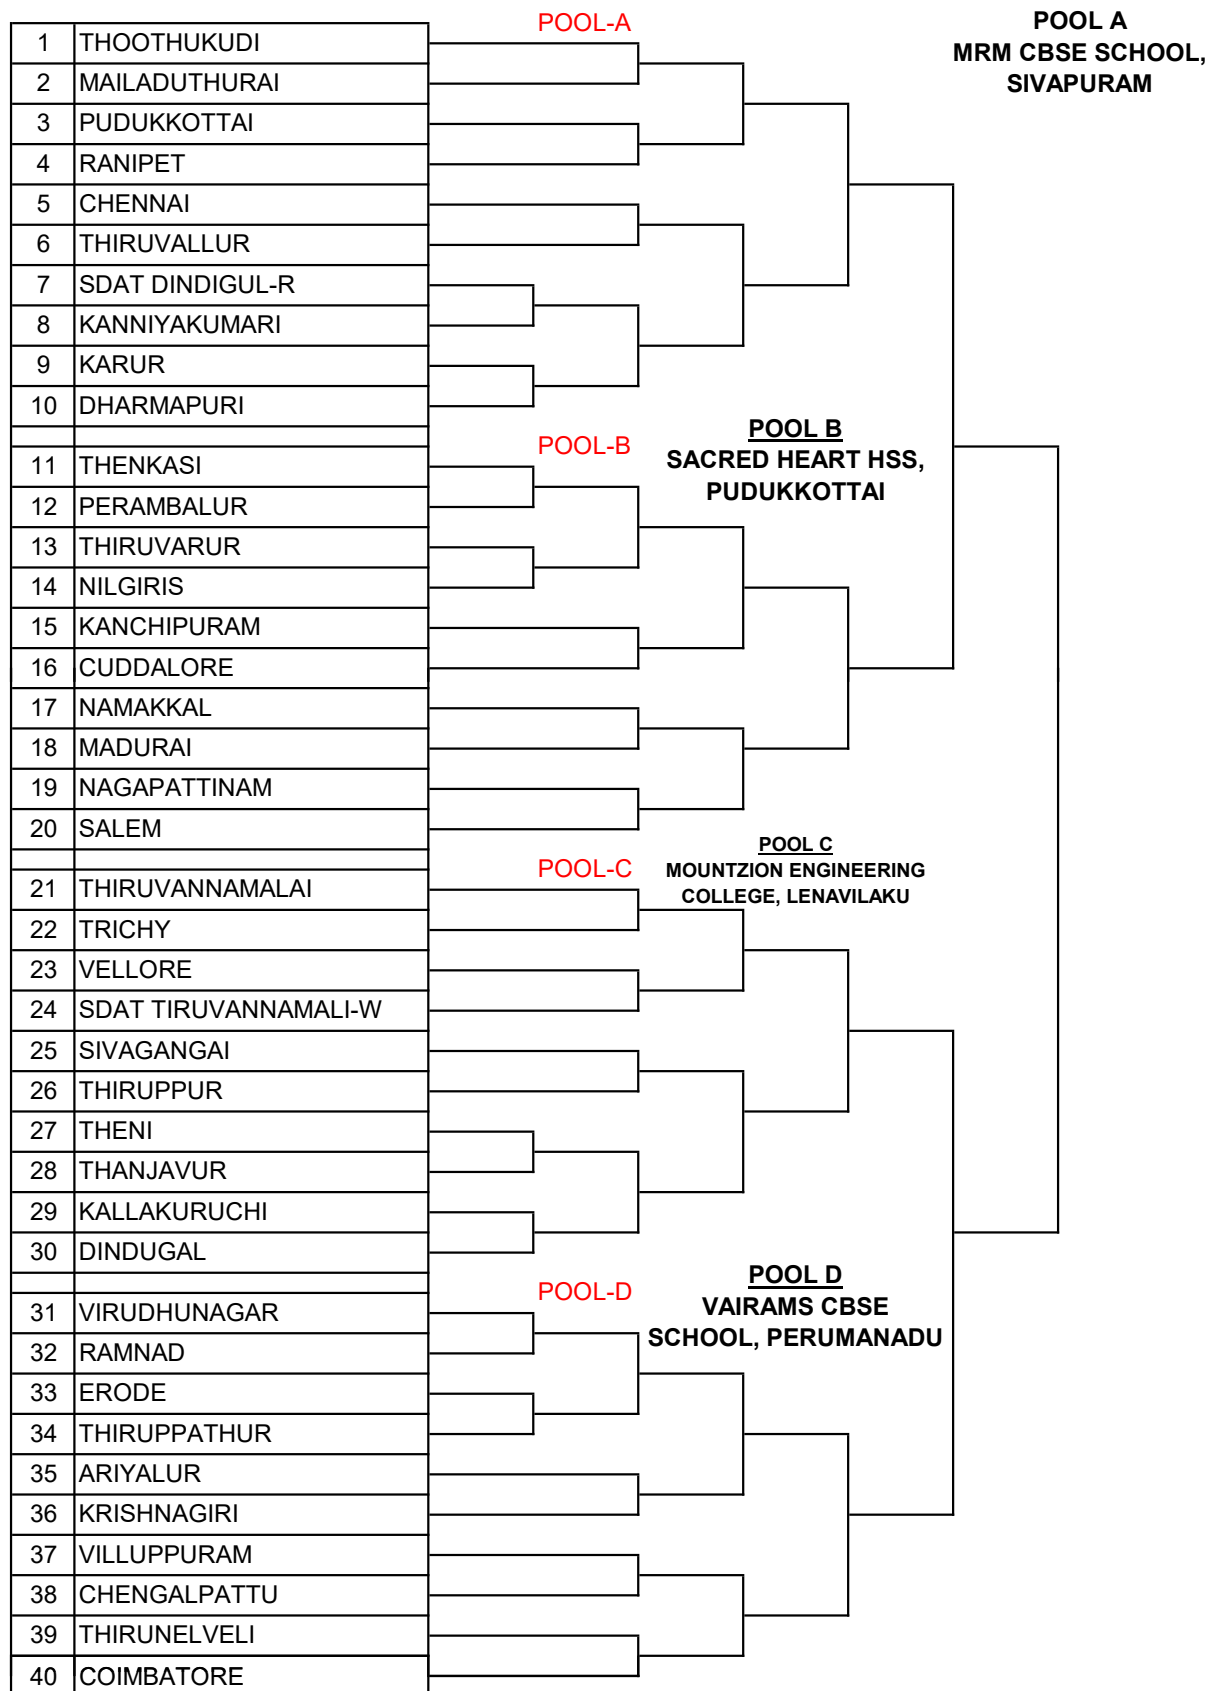 POOL-A
POOL A
MRM CBSE SCHOOL,
SIVAPURAM
1 THOOTHUKUDI
2 MAILADUTHURAI
3 PUDUKKOTTAI
4 RANIPET
5 CHENNAI
6 THIRUVALLUR
7 SDAT DINDIGUL-R
8 KANNIYAKUMARI
9 KARUR
10 DHARMAPURI
POOL-B
POOL B
SACRED HEART HSS,
PUDUKKOTTAI
11 THENKASI
12 PERAMBALUR
13 THIRUVARUR
14 NILGIRIS
15 KANCHIPURAM
16 CUDDALORE
17 NAMAKKAL
18 MADURAI
19 NAGAPATTINAM
20 SALEM
POOL-C
POOL C
MOUNTZION ENGINEERING
COLLEGE, LENAVILAKU
21 THIRUVANNAMALAI
22 TRICHY
23 VELLORE
24 SDAT TIRUVANNAMALI-W
25 SIVAGANGAI
26 THIRUPPUR
27 THENI
28 THANJAVUR
29 KALLAKURUCHI
30 DINDUGAL
POOL-D
POOL D
VAIRAMS CBSE
SCHOOL, PERUMANADU
31 VIRUDHUNAGAR
32 RAMNAD
33 ERODE
34 THIRUPPATHUR
35 ARIYALUR
36 KRISHNAGIRI
37 VILLUPPURAM
38 CHENGALPATTU
39 THIRUNELVELI
40 COIMBATORE